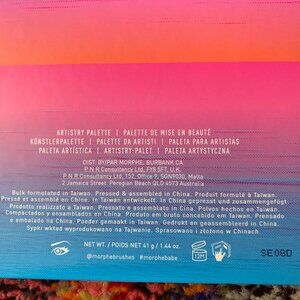 ARTISTRY PALETTE | PALETTE DE MISE EN BEAUTÉ
KÜNSTLERPALETTE | PALETTE DA ARTISTI | PALETA PARA ARTISTAS
PALETA ARTÍSTICA | ARTISTRY-PALET | PALETA ARTYSTYCZNA
DIST. BY/PAR MORPHE, BURBANK CA
P N R Consultancy Ltd, FY8 5FT, U.K.
P N R Consultancy Ltd, 152, Office 9, SGN9030, Malta
2 Jamaica Street, Peregian Beach QLD 4573 Australia
Bulk formulated in Taiwan, Pressed & assembled in China. Produit formulé à Taiwan.
Pressé et assemblé en Chine. In Taiwan entwickelt. In China gepresst und zusammengefügt.
Prodotto realizzato a Taiwan. Pressato e assemblato in Cina. Polvos hechos en Taiwán.
Compactados y ensamblados en China. Produto em bruto concebido em Taiwan. Prensado
e embalado na China. Poeder gemaakt in Taiwan. Gedrukt en geassembleerd in China.
Sypki wkład wyprodukowano na Tajwanie. Sprasowano i złożono w Chinach.
NET WT. / POIDS NET 41 g / 1.44 oz.
@morphebrushes #morphebabe
12M
SE08D